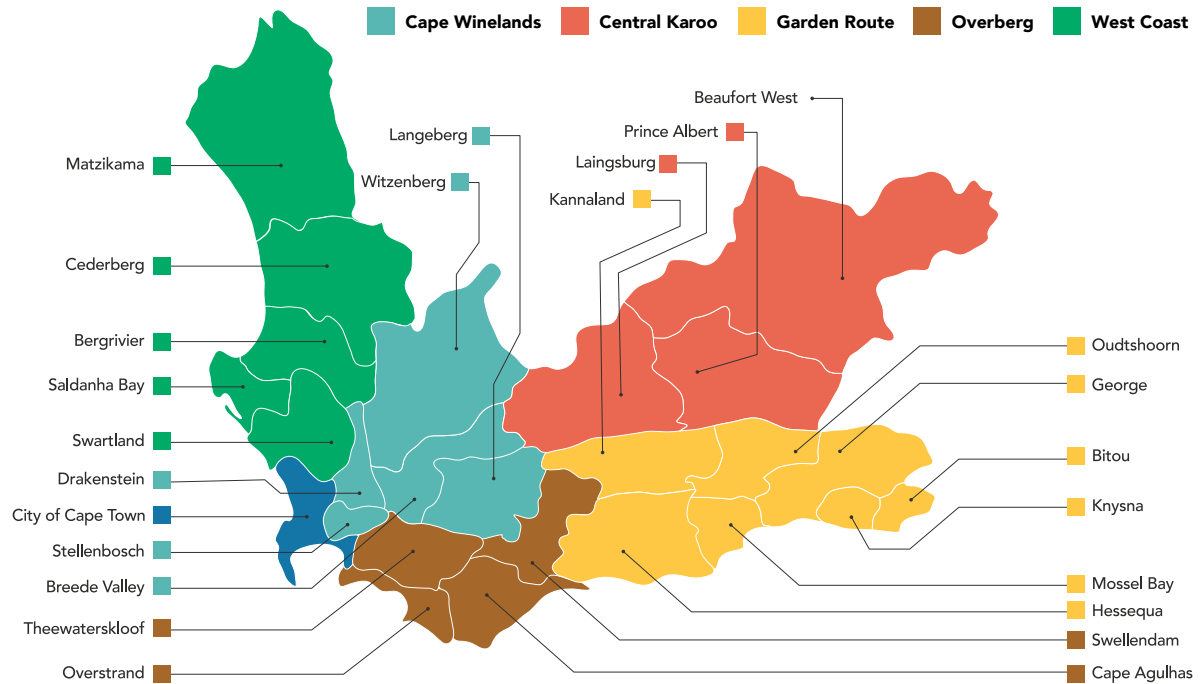 Cape Winelands
Central Karoo
Garden Route
Overberg
West Coast
Beaufort West
Langeberg
Prince Albert
Matzikama
Laingsburg
Witzenberg
Kannaland
Cederberg
Bergrivier
Oudtshoorn
Saldanha Bay
George
Swartland
Bitou
Drakenstein
Knysna
City of Cape Town
Stellenbosch
Breede Valley
Mossel Bay
Hessequa
Theewaterskloof
Swellendam
Overstrand
Cape Agulhas